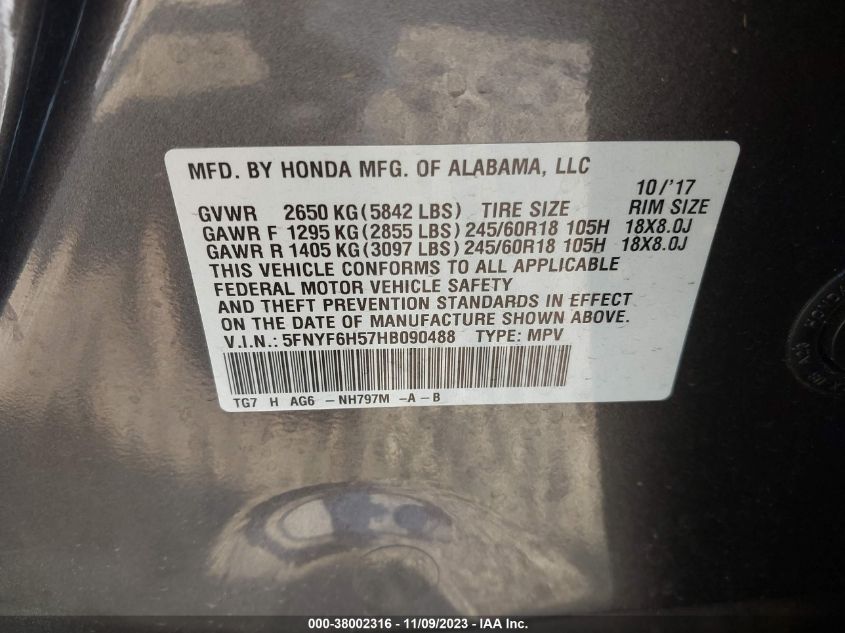 MFD. BY HONDA MFG. OF ALABAMA, LLC
10/'17
GVWR 2650 KG (5842 LBS) TIRE SIZE RIM SIZE
GAWR F 1295 KG (2855 LBS) 245/60R18 105H 18X8.0J
GAWR R 1405 KG (3097 LBS) 245/60R18 105H 18X8.0J
THIS VEHICLE CONFORMS TO ALL APPLICABLE
FEDERAL MOTOR VEHICLE SAFETY
AND THEFT PREVENTION STANDARDS IN EFFECT
ON THE DATE OF MANUFACTURE SHOWN ABOVE.
V.I.N.: 5FNYF6H57HB090488 TYPE: MPV
TG7 H AG6 -NH797M -A-B
HONDA
000-38002316 - 11/09/2023 - IAA Inc.